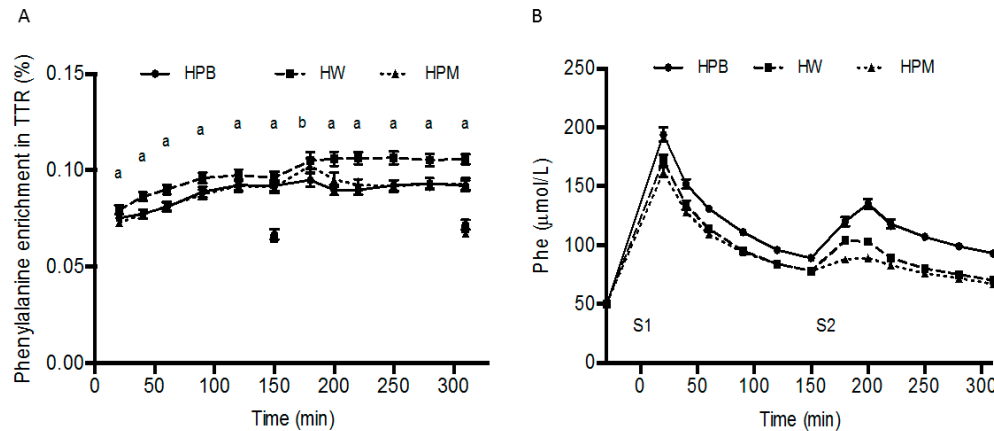 A
Phenylalanine enrichment in TTR (%)
HPB HW HPM
0.15
0.10
0.05
0.00
a a a a a a b a a a a a
0 50 100 150 200 250 300
Time (min)
B
Phe (µmol/L)
HPB HW HPM
250
200
150
100
50
0
S1 S2
0 50 100 150 200 250 300
Time (min)